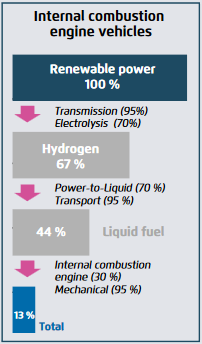 Internal combustion
engine vehicles
Renewable power
100 %
Transmission (95%)
Electrolysis (70%)
Hydrogen
67 %
Power-to-Liquid (70 %)
Transport (95 %)
44 %
Liquid fuel
Internal combustion
engine (30 %)
Mechanical (95 %)
13 %
Total